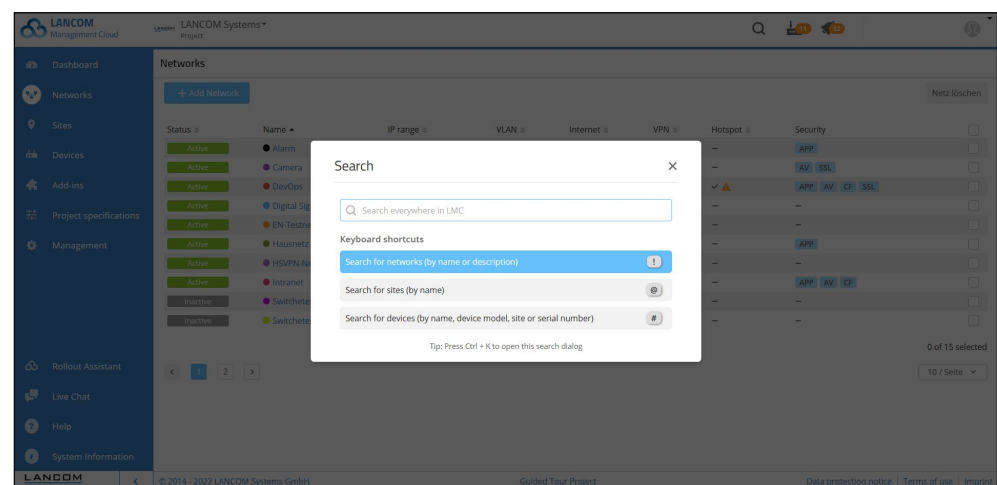 LANCOM
Management Cloud
LANCOM Systems
Project
11
12
Dashboard
Networks
Sites
Devices
Add-ins
Project specifications
Management
Rollout Assistant
Live Chat
Help
System Information
LANCOM
Networks
+ Add Network
Netz löschen
Status Name IP range VLAN Internet VPN Hotspot Security
Active Alarm – APP
Active Camera – AV SSL
Active DevOps APP AV CF SSL
Active Digital Sig – –
Active EN-Testne – –
Active Hausnetz – APP
Active HSVPN-Ne – –
Active Intranet – APP AV CF
Inactive Switchete
Inactive Switchete – –
Search
Search everywhere in LMC
Keyboard shortcuts
Search for networks (by name or description) !
Search for sites (by name) @
Search for devices (by name, device model, site or serial number) #
Tip: Press Ctrl + K to open this search dialog
0 of 15 selected
< 1 2 >
10 / Seite
© 2014 - 2022 LANCOM Systems GmbH
Guided Tour Project
Data protection notice | Terms of use | Imprint